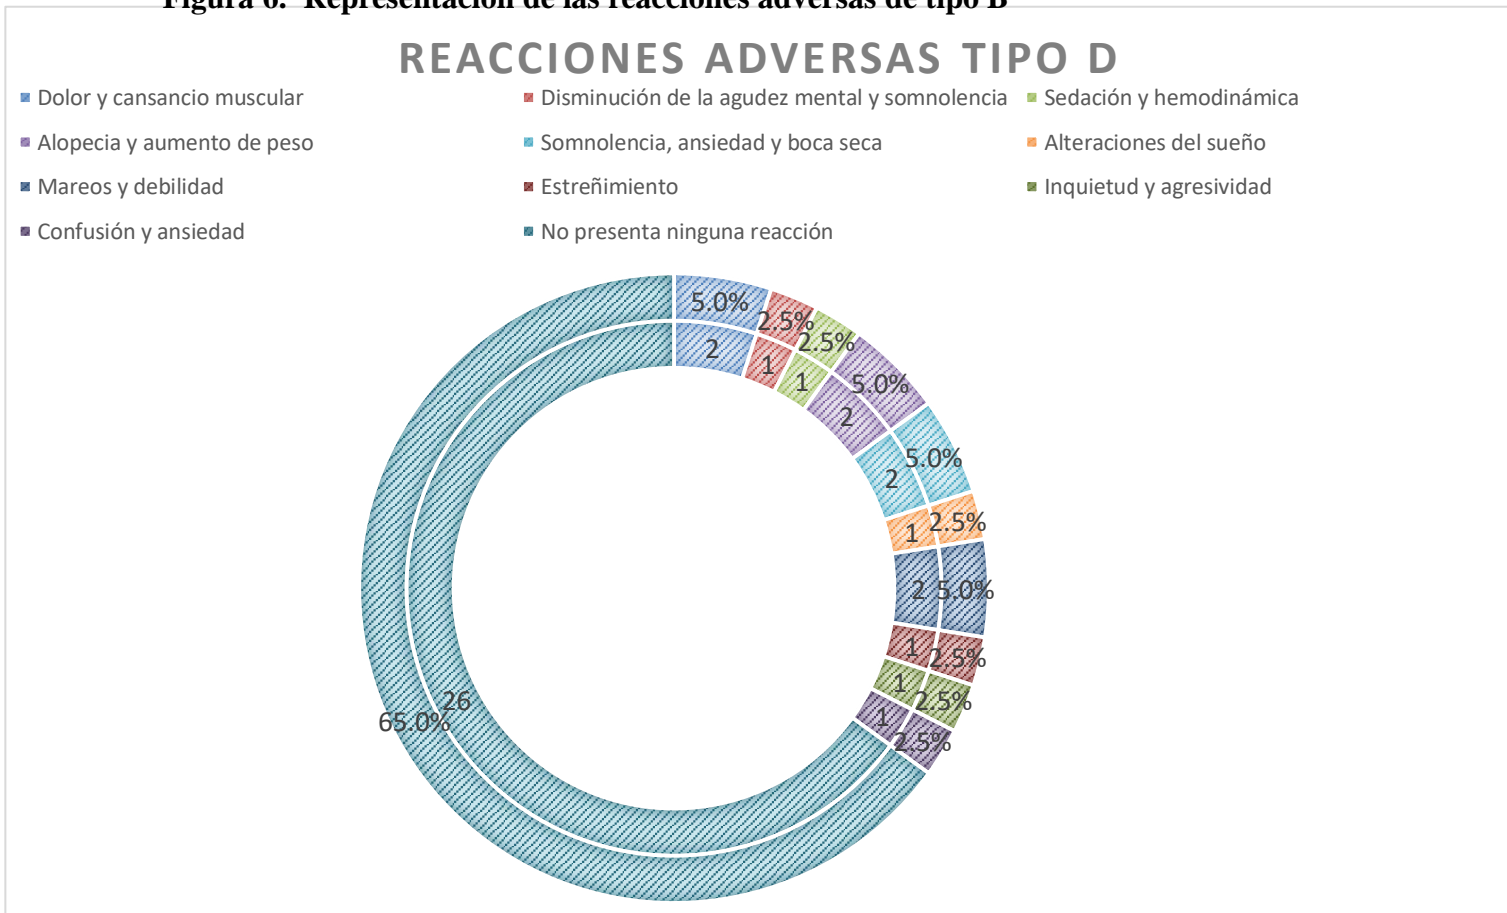 Figura 6. Representación de las reacciones adversas de tipo B
REACCIONES ADVERSAS TIPO D
Dolor y cansancio muscular
Disminución de la agudez mental y somnolencia
Sedación y hemodinámica
Alopecia y aumento de peso
Somnolencia, ansiedad y boca seca
Alteraciones del sueño
Mareos y debilidad
Estreñimiento
Inquietud y agresividad
Confusión y ansiedad
No presenta ninguna reacción
5.0%
2
2.5%
1
2.5%
1
5.0%
2
5.0%
2
2.5%
1
5.0%
2
2.5%
1
2.5%
1
2.5%
1
65.0%
26